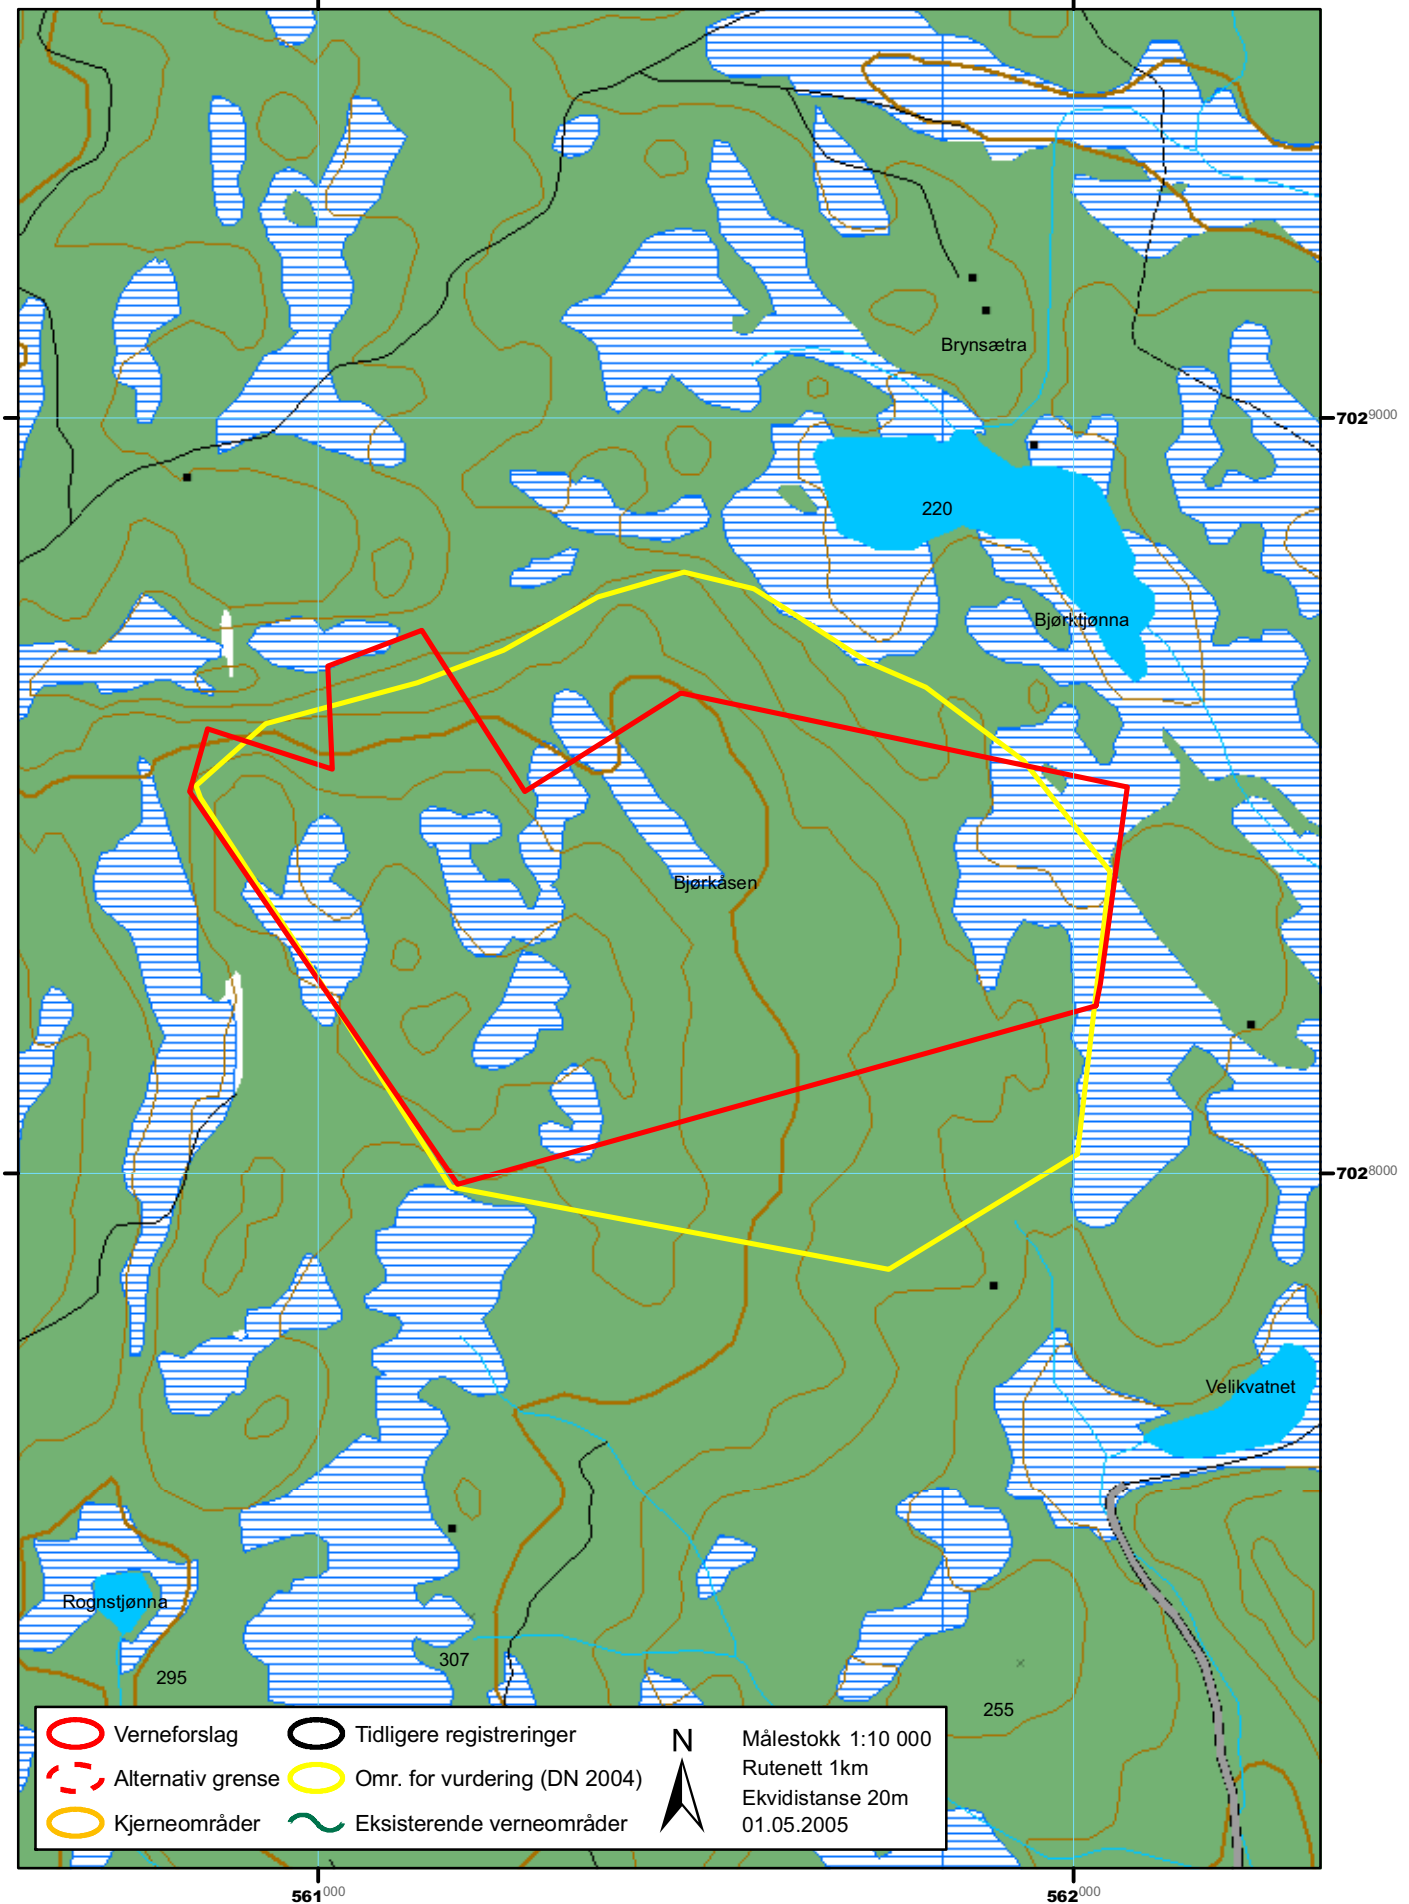 Brynsætra
7029000
220
Bjørktjønna
Bjørkåsen
7028000
Velikvatnet
Rognstjønna
307
295
255
Verneforslag
Alternativ grense
Kjerneområder
Tidligere registreringer
Omr. for vurdering (DN 2004)
Eksisterende verneområder
N
Målestokk 1:10 000
Rutenett 1km
Ekvidistanse 20m
01.05.2005
561000
562000